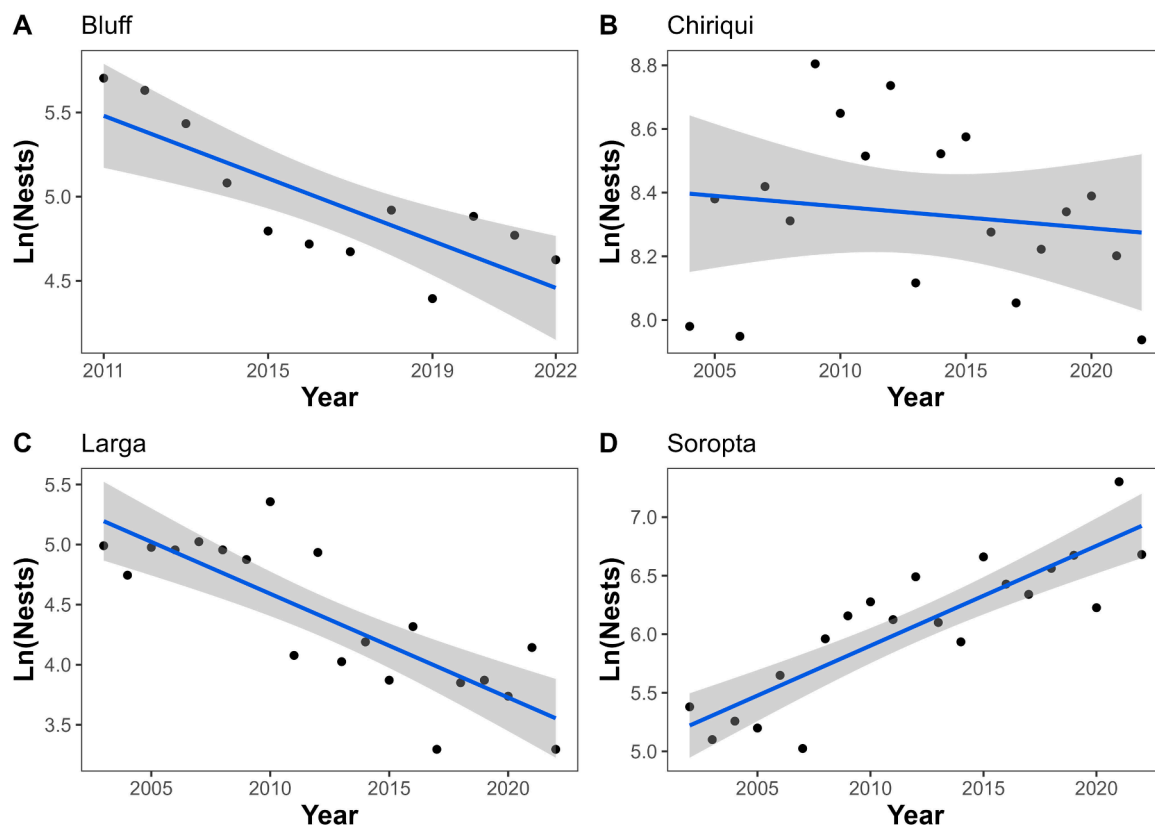 A Bluff
Ln(Nests)
5.5
5.0
4.5
2011 2015 2019 2022
Year
B Chiriqui
Ln(Nests)
8.8
8.6
8.4
8.2
8.0
2005 2010 2015 2020
Year
C Larga
Ln(Nests)
5.5
5.0
4.5
4.0
3.5
2005 2010 2015 2020
Year
D Soropta
Ln(Nests)
7.0
6.5
6.0
5.5
5.0
2005 2010 2015 2020
Year